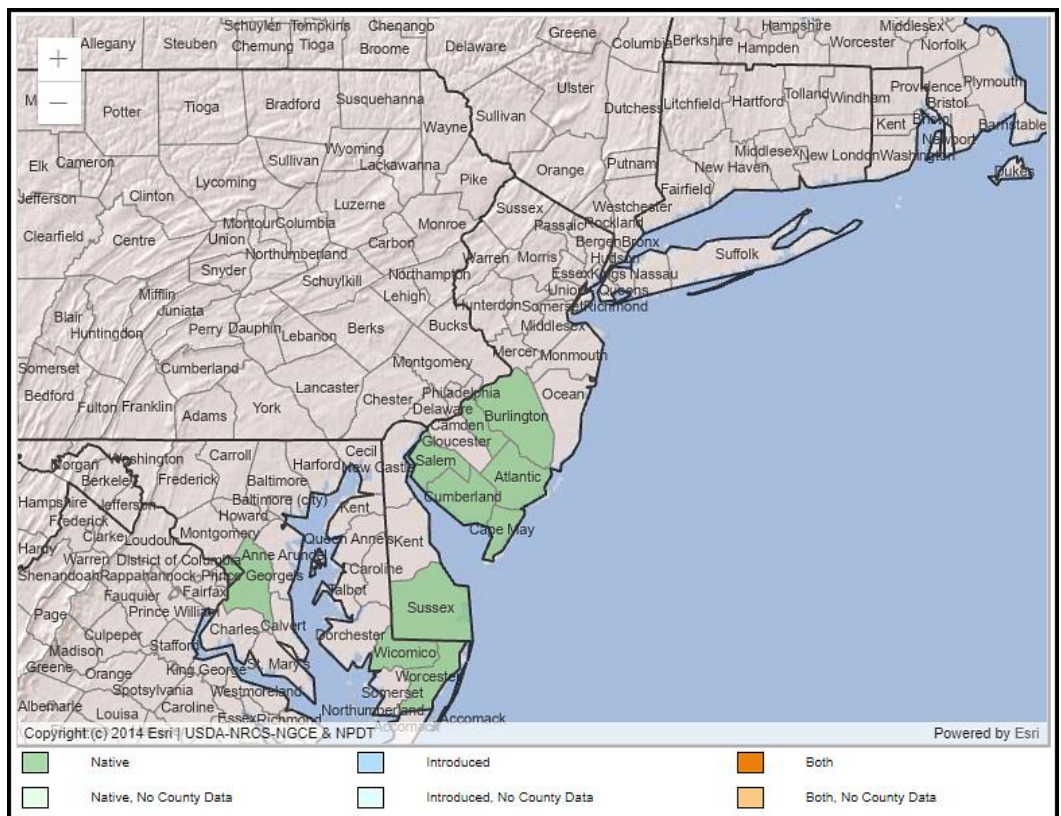 Schuyler Tompkins Chenango Greene Hampshire Middlesex
Allegany Steuben Chemung Tioga Broome Delaware Columbia Berkshire Hampden Worcester Norfolk
+
Potter Tioga Bradford Susquehanna Wayne Sullivan Ulster Dutchess Litchfield Hartford Tolland Windham Providence Plymouth
–
Bristol
Kent Bristol Barnstable
Elk Cameron Sullivan Wyoming Lackawanna Orange Putnam New Haven Middlesex New London Washington Newport
Jefferson Clinton Lycoming Luzerne Pike Sussex Westchester Fairfield Dukes
Clearfield Centre Montour Columbia Union Northumberland Carbon Monroe Passaic Rockland
Bergen Bronx
Snyder Schuylkill Northampton Warren Morris Hudson Suffolk
Essex Kings Nassau
Mifflin Juniata Lehigh Hunterdon Union Queens
Somerset Richmond
Blair Huntingdon Perry Dauphin Lebanon Berks Bucks Middlesex
Somerset Cumberland Montgomery Mercer Monmouth
Bedford Fulton Franklin Adams York Lancaster Chester Philadelphia Ocean
Delaware Burlington
Camden
Gloucester
Morgan Washington Carroll Harford Cecil New Castle Salem
Berkeley Frederick Baltimore Atlantic
Hampshire Jefferson Baltimore (city) Kent Cumberland
Frederick Howard
Clarke Loudoun Montgomery Queen Anne's Kent Cape May
Hardy Warren District of Columbia Anne Arundel
Shenandoah Rappahannock Prince George's Caroline
Fauquier Fairfax Talbot
Page Prince William Sussex
Culpeper Stafford Charles Calvert Dorchester
Madison Wicomico
Greene Orange King George St. Mary's Worcester
Spotsylvania Westmoreland Somerset
Albemarle Louisa Caroline Essex Richmond Northumberland Accomack
Accomack
Copyright:(c) 2014 Esri | USDA-NRCS-NGCE & NPDT Powered by Esri
Native Introduced Both
Native, No County Data Introduced, No County Data Both, No County Data